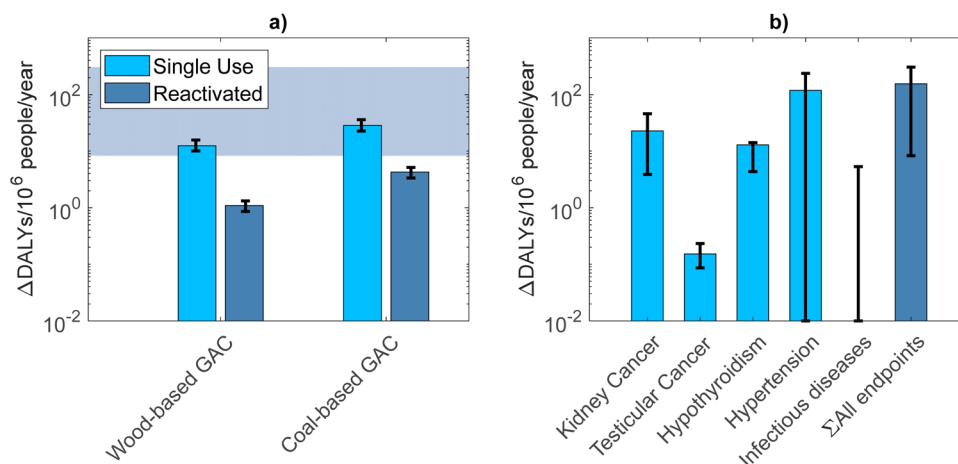 a)
ΔDALYs/10⁶ people/year
10²
10⁰
10⁻²
Single Use
Reactivated
Wood-based GAC
Coal-based GAC
b)
ΔDALYs/10⁶ people/year
10²
10⁰
10⁻²
Kidney Cancer
Testicular Cancer
Hypothyroidism
Hypertension
Infectious diseases
ΣAll endpoints